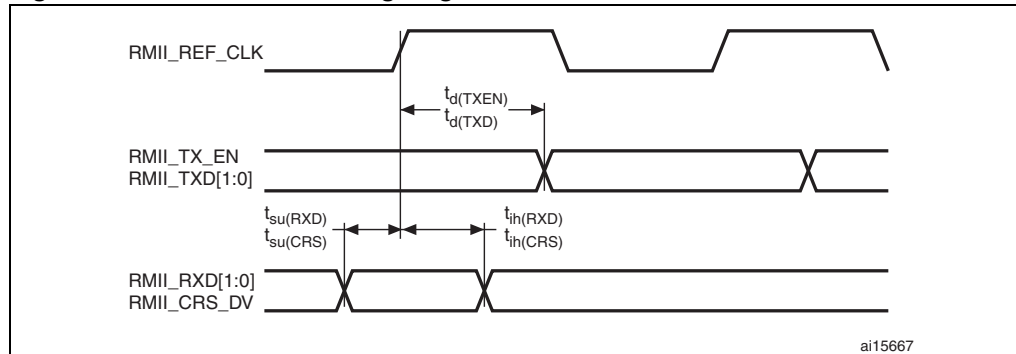 RMII_REF_CLK
td(TXEN)
td(TXD)
RMII_TX_EN
RMII_TXD[1:0]
tsu(RXD)
tsu(CRS)
tih(RXD)
tih(CRS)
RMII_RXD[1:0]
RMII_CRS_DV
ai15667